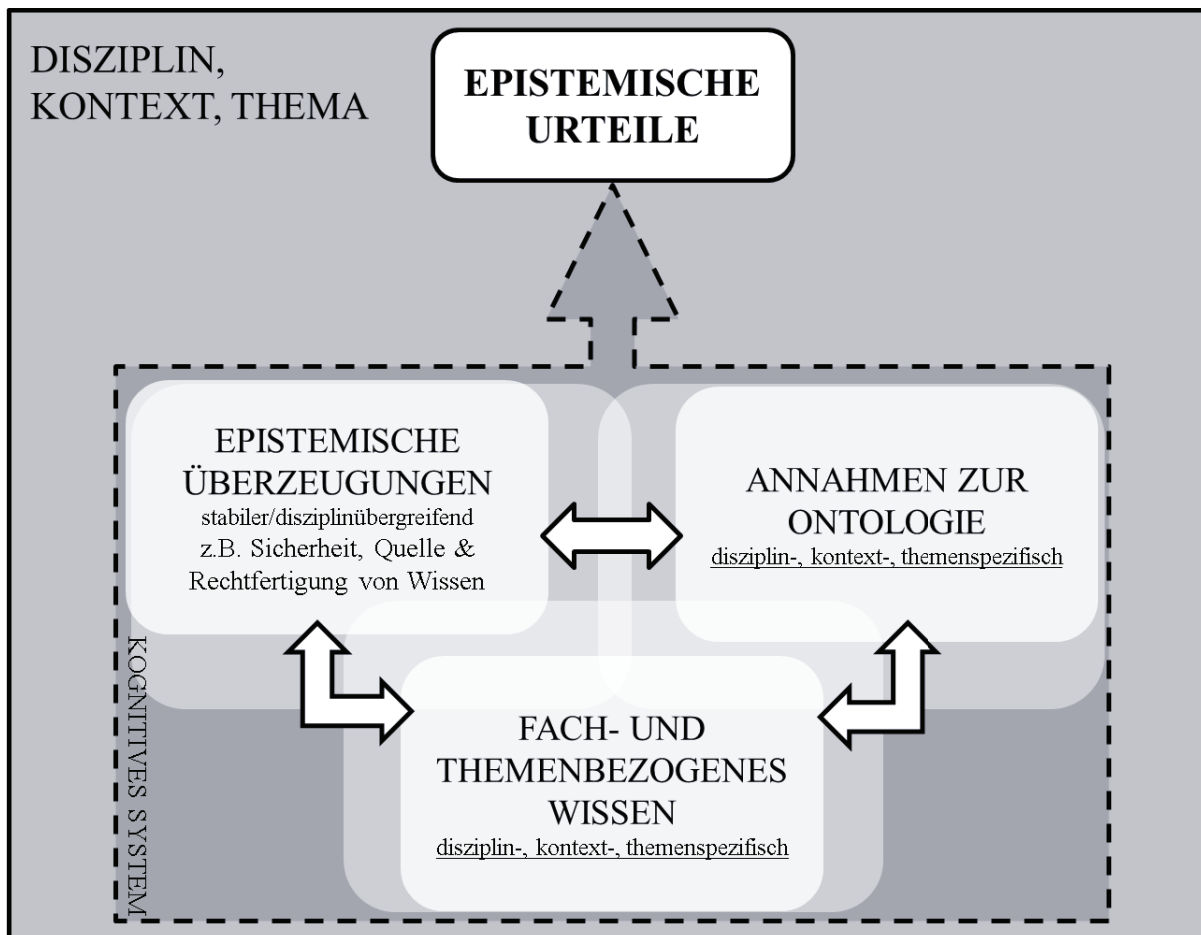 DISZIPLIN,
KONTEXT, THEMA
EPISTEMISCHE
URTEILE
EPISTEMISCHE
ÜBERZEUGUNGEN
stabiler/disziplinübergreifend
z.B. Sicherheit, Quelle &
Rechtfertigung von Wissen
ANNAHMEN ZUR
ONTOLOGIE
disziplin-, kontext-, themenspezifisch
FACH- UND
THEMENBEZOGENES
WISSEN
disziplin-, kontext-, themenspezifisch
KOGNITIVES SYSTEM